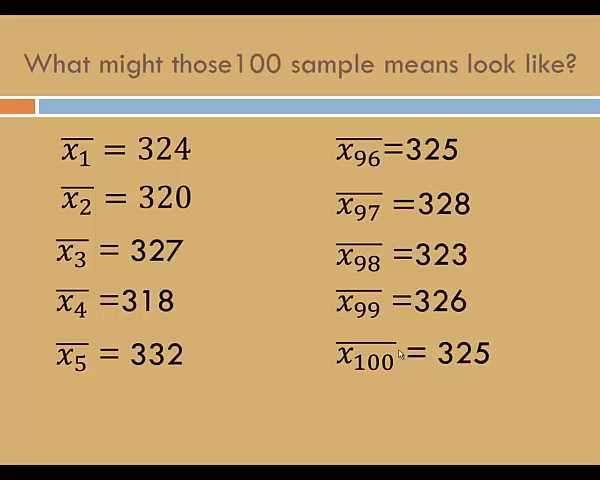 What might those100 sample means look like?
x̄₁ = 324
x̄₂ = 320
x̄₃ = 327
x̄₄ =318
x̄₅ = 332
x̄₉₆=325
x̄₉₇ =328
x̄₉₈ =323
x̄₉₉ =326
x̄₁₀₀= 325